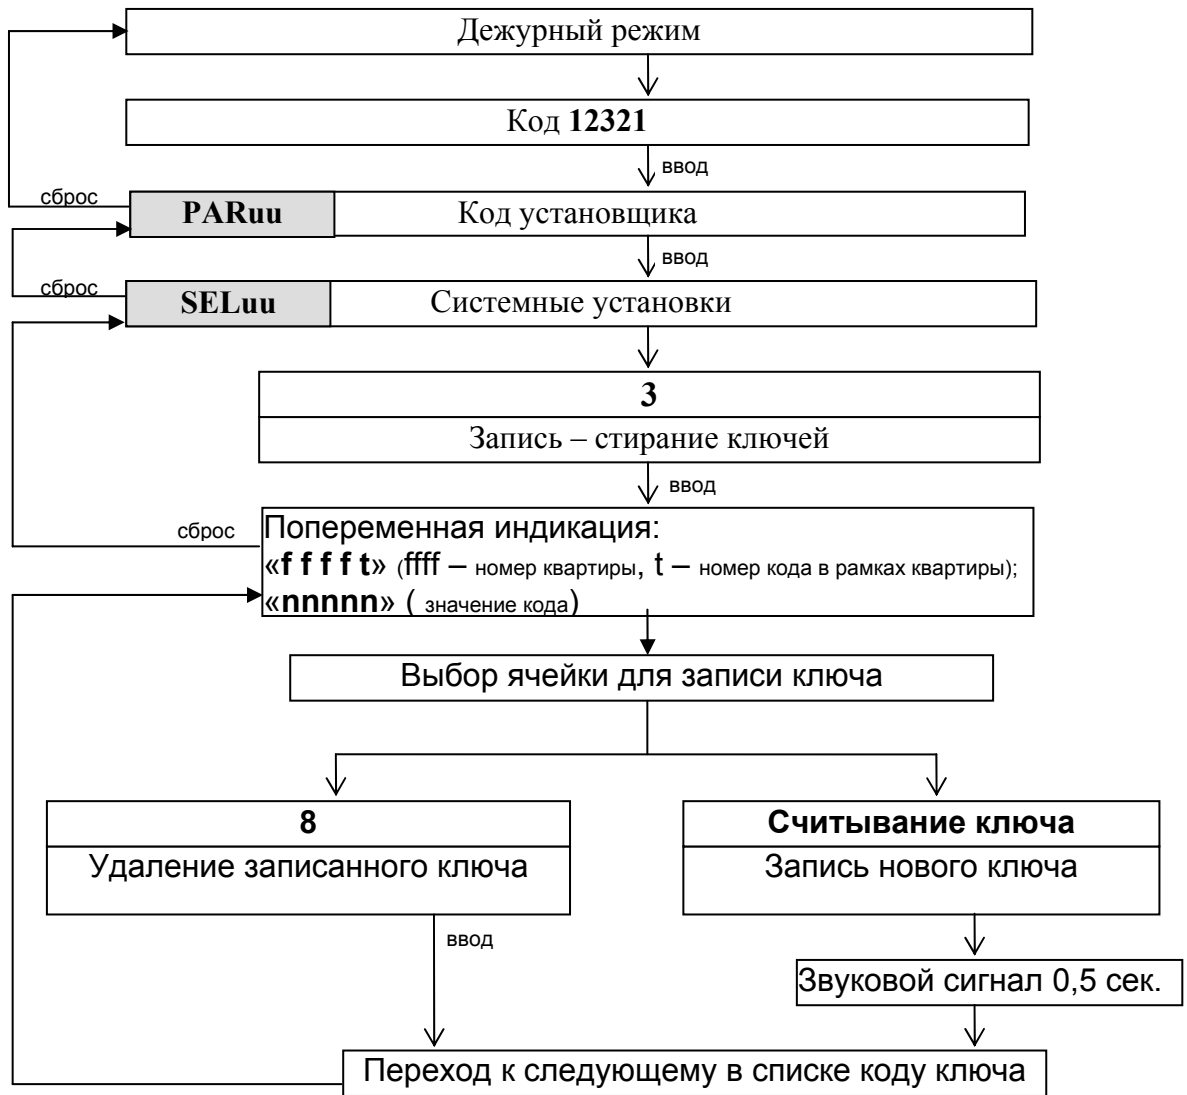 Дежурный режим
Код 12321
ввод
сброс
PARuu Код установщика
ввод
сброс
SELuu Системные установки
3
Запись – стирание ключей
ввод
сброс
Попеременная индикация:
«f f f f t» (ffff – номер квартиры, t – номер кода в рамках квартиры);
«nnnnn» ( значение кода)
Выбор ячейки для записи ключа
8
Удаление записанного ключа
Считывание ключа
Запись нового ключа
ввод
Звуковой сигнал 0,5 сек.
Переход к следующему в списке коду ключа